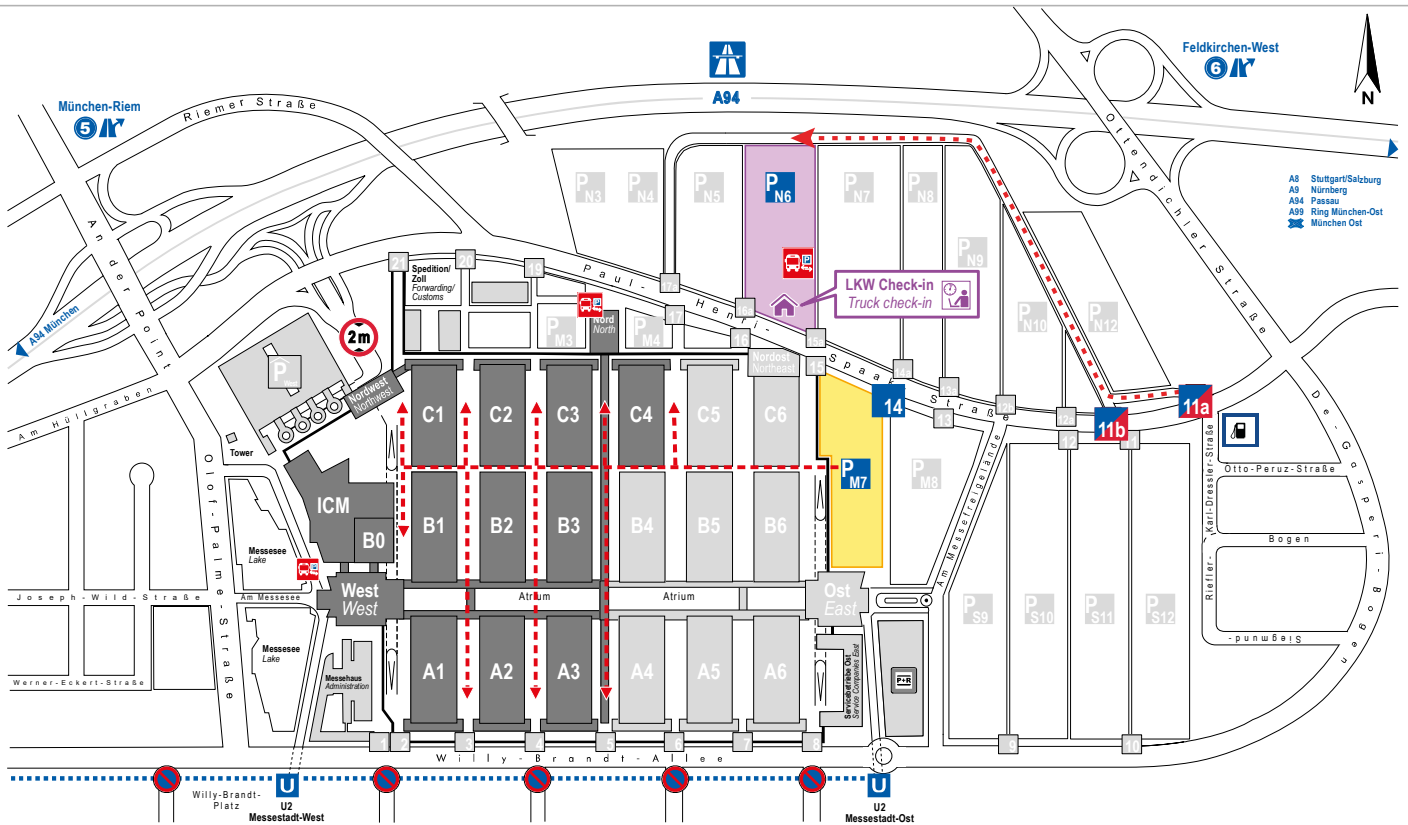 Feldkirchen-West
6
A94
N
München-Riem
5
Riemer Straße
Ottendichler Straße
A8 Stuttgart/Salzburg
A9 Nürnberg
A94 Passau
A99 Ring München-Ost
München Ost
P N3
P N4
P N5
P N6
P N7
P N8
P N9
P N10
P N12
An der Point
A94 München
21
Spedition/
Zoll
Forwarding/
Customs
20
19
Paul-Henri-Spaak-Straße
17a
LKW Check-in
Truck check-in
2m
P
Nord
North
P M3
P M4
17
16
15a
15
Nordost
Northeast
Nordwest
Northwest
14a
14
13a
13
12b
12a
12
11b
11
11a
Am Hüllgraben
Tower
C1
C2
C3
C4
C5
C6
P M7
P M8
Otto-Peruz-Straße
Karl-Dressler-Straße
De-Gasperi-Bogen
Olof-Palme-Straße
ICM
B0
B1
B2
B3
B4
B5
B6
Am Messefreigelände
Bogen
Riefler-
Messesee
Lake
Joseph-Wild-Straße
Am Messesee
West
West
Atrium
Atrium
Ost
East
P S9
P S10
P S11
P S12
Siegmund-
Messesee
Lake
Werner-Eckert-Straße
Messehaus
Administration
A1
A2
A3
A4
A5
A6
Servicebetriebe Ost
Service Companies East
P+R
1
2
3
4
5
6
7
8
9
10
Willy-Brandt-Allee
Willy-Brandt-
Platz
U
U2
Messestadt-West
U
U2
Messestadt-Ost